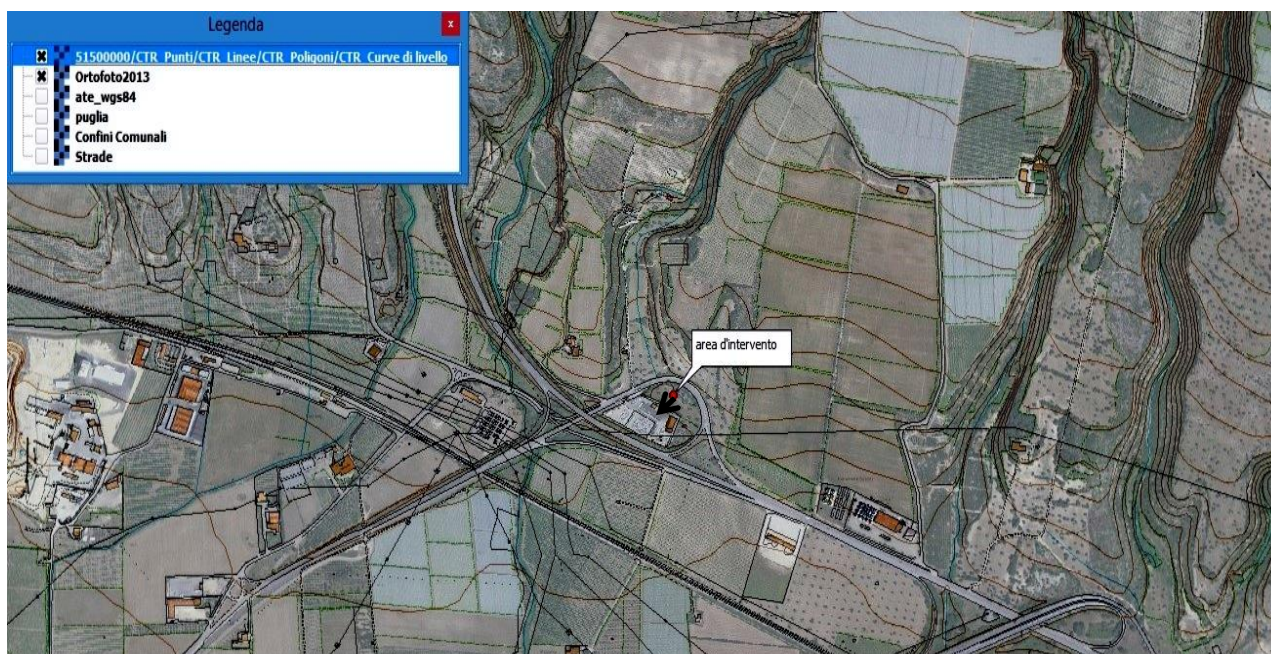 Legenda
x
51500000/CTR_Punti/CTR_Linee/CTR_Poligoni/CTR_Curve di livello
Ortofoto2013
ate_wgs84
puglia
Confini Comunali
Strade
area d'intervento